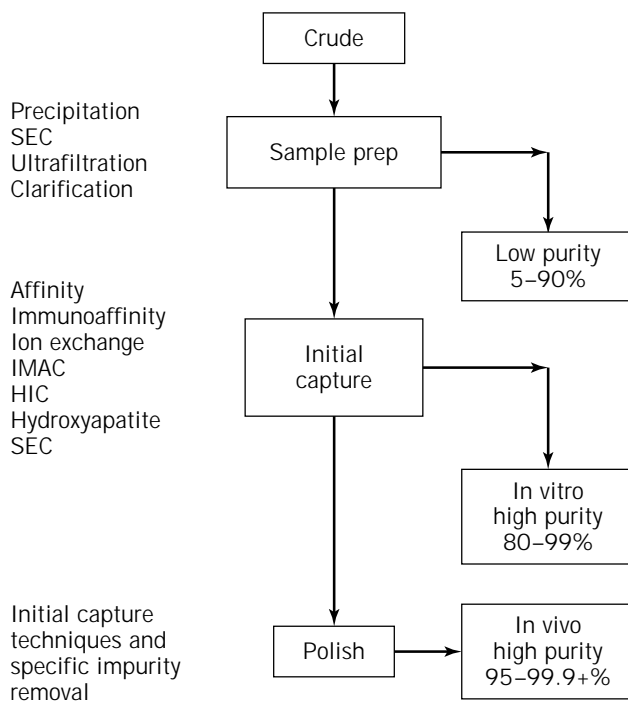 Crude
Precipitation
SEC
Ultrafiltration
Clarification
Sample prep
Low purity
5–90%
Affinity
Immunoaffinity
Ion exchange
IMAC
HIC
Hydroxyapatite
SEC
Initial
capture
In vitro
high purity
80–99%
Initial capture
techniques and
specific impurity
removal
Polish
In vivo
high purity
95–99.9+%